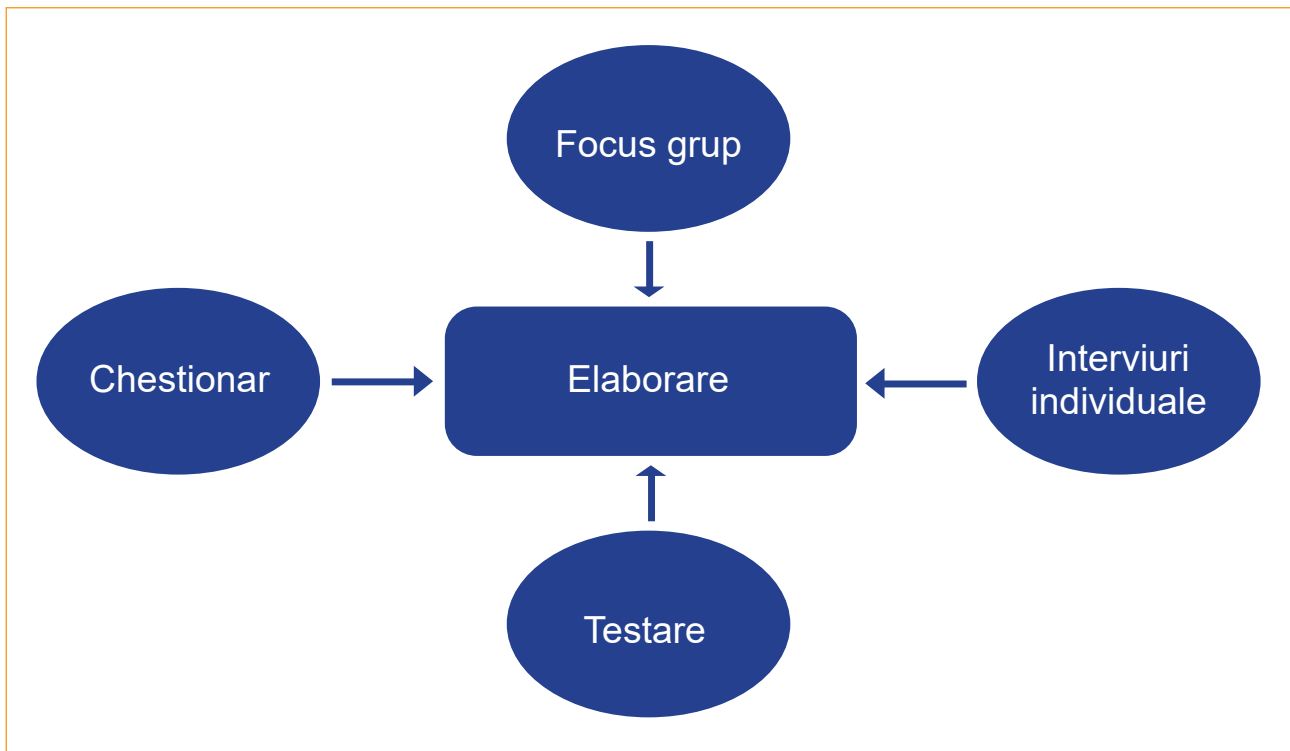 Focus grup
Chestionar
Elaborare
Interviuri
individuale
Testare